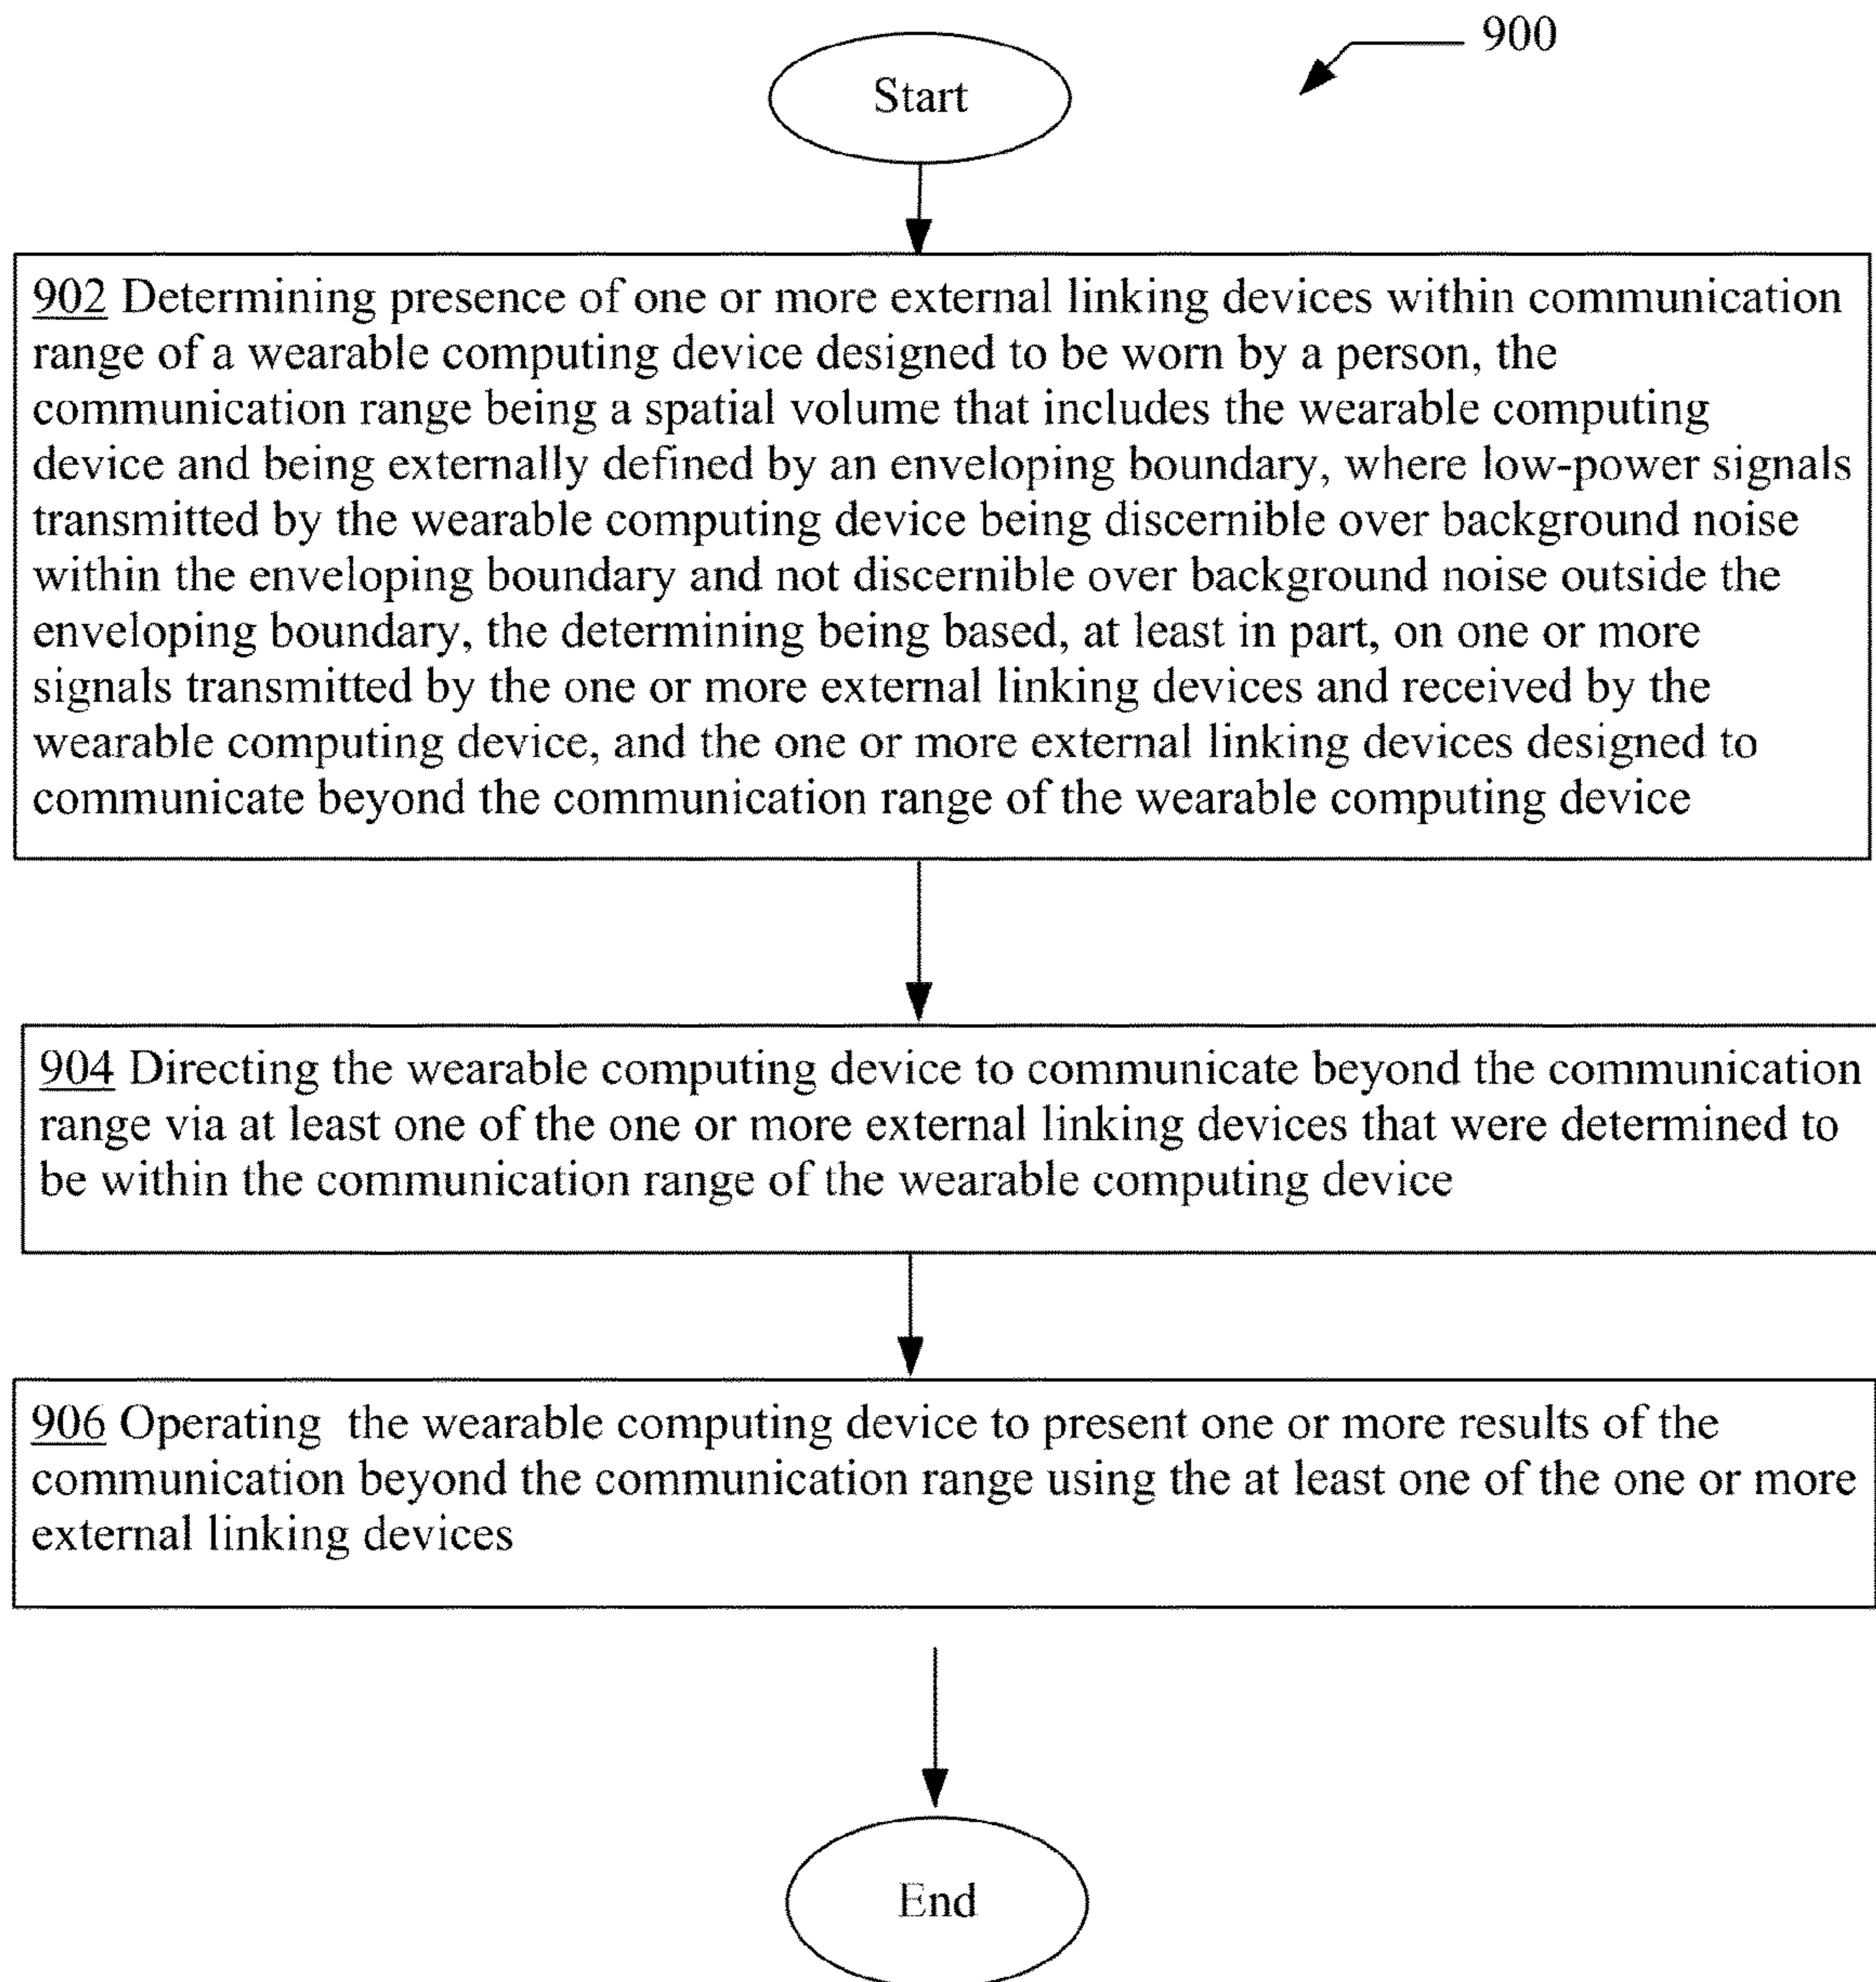 900
Start
902 Determining presence of one or more external linking devices within communication
range of a wearable computing device designed to be worn by a person, the
communication range being a spatial volume that includes the wearable computing
device and being externally defined by an enveloping boundary, where low-power signals
transmitted by the wearable computing device being discernible over background noise
within the enveloping boundary and not discernible over background noise outside the
enveloping boundary, the determining being based, at least in part, on one or more
signals transmitted by the one or more external linking devices and received by the
wearable computing device, and the one or more external linking devices designed to
communicate beyond the communication range of the wearable computing device
904 Directing the wearable computing device to communicate beyond the communication
range via at least one of the one or more external linking devices that were determined to
be within the communication range of the wearable computing device
906 Operating  the wearable computing device to present one or more results of the
communication beyond the communication range using the at least one of the one or more
external linking devices
End